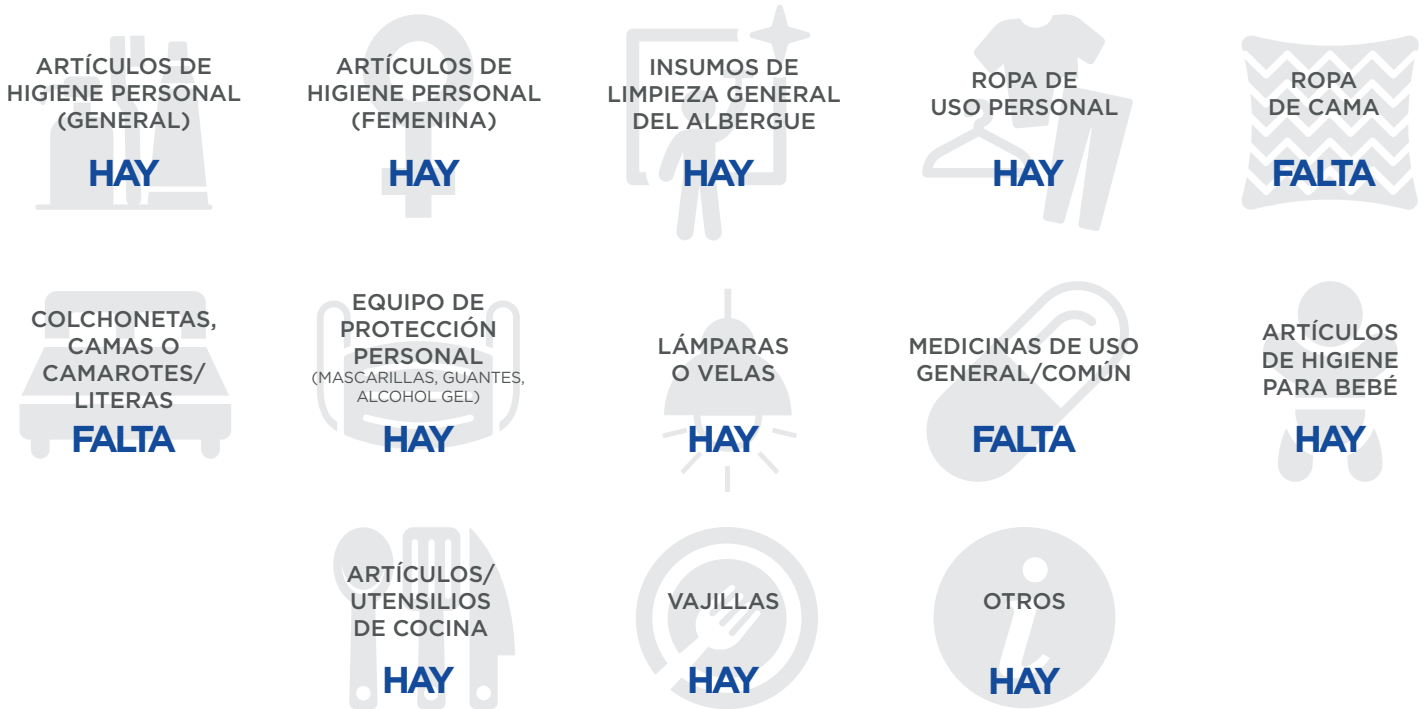 ARTÍCULOS DE
HIGIENE PERSONAL
(GENERAL)
HAY
ARTÍCULOS DE
HIGIENE PERSONAL
(FEMENINA)
HAY
INSUMOS DE
LIMPIEZA GENERAL
DEL ALBERGUE
HAY
ROPA DE
USO PERSONAL
HAY
ROPA
DE CAMA
FALTA
COLCHONETAS,
CAMAS O
CAMAROTES/
LITERAS
FALTA
EQUIPO DE
PROTECCIÓN
PERSONAL
(MASCARILLAS, GUANTES,
ALCOHOL GEL)
HAY
LÁMPARAS
O VELAS
HAY
MEDICINAS DE USO
GENERAL/COMÚN
FALTA
ARTÍCULOS
DE HIGIENE
PARA BEBÉ
HAY
ARTÍCULOS/
UTENSILIOS
DE COCINA
HAY
VAJILLAS
HAY
OTROS
HAY